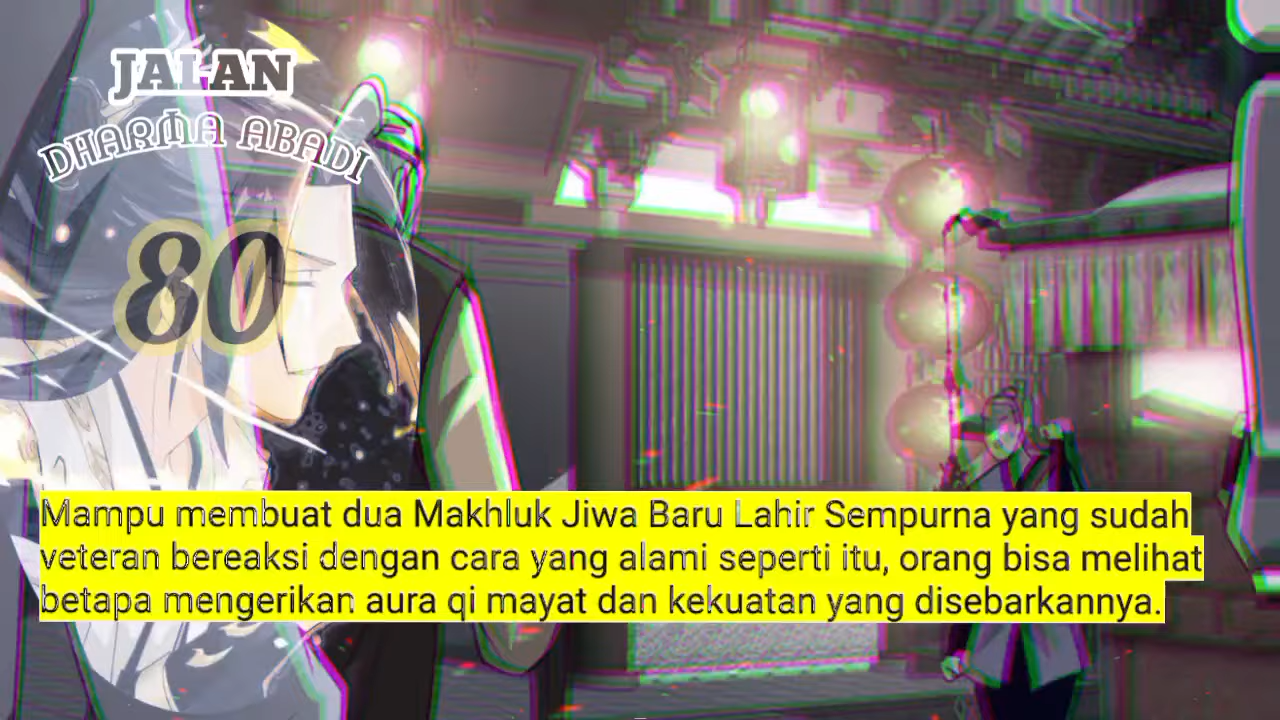 JALAN
DHARMA ABADI
80
Mampu membuat dua Makhluk Jiwa Baru Lahir Sempurna yang sudah
veteran bereaksi dengan cara yang alami seperti itu, orang bisa melihat
betapa mengerikan aura qi mayat dan kekuatan yang disebarkannya.